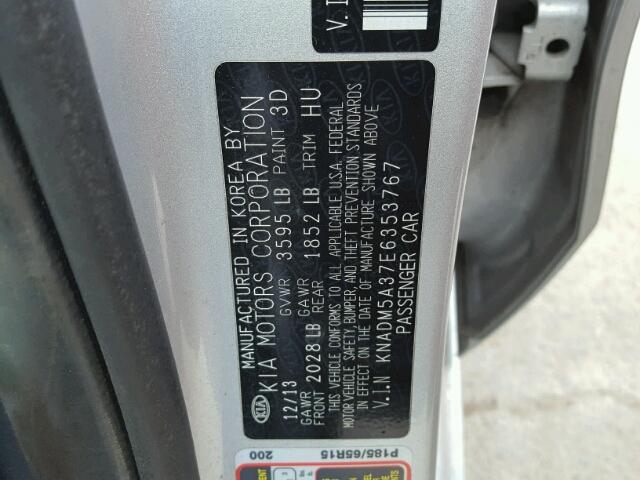 V.I
MANUFACTURED IN KOREA BY
KIA KIA MOTORS CORPORATION
12/13 GVWR 3595 LB PAINT 3D
GAWR FRONT 2028 LB GAWR REAR 1852 LB TRIM HU
THIS VEHICLE CONFORMS TO ALL APPLICABLE U.S.A. FEDERAL
MOTOR VEHICLE SAFETY, BUMPER AND THEFT PREVENTION STANDARDS
IN EFFECT ON THE DATE OF MANUFACTURE SHOWN ABOVE
V.I.N KNADM5A37E6353767
PASSENGER CAR
200
P185/65R15